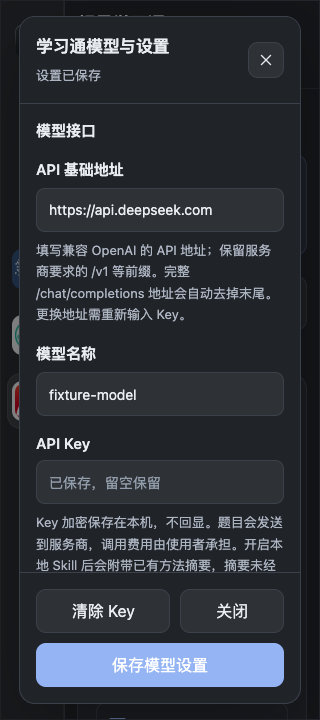 学习通模型与设置
设置已保存
模型接口
API 基础地址
https://api.deepseek.com
填写兼容 OpenAI 的 API 地址；保留服务
商要求的 /v1 等前缀。完整
/chat/completions 地址会自动去掉末尾。
更换地址需重新输入 Key。
模型名称
fixture-model
API Key
已保存，留空保留
Key 加密保存在本机，不回显。题目会发送
到服务商，调用费用由使用者承担。开启本
地 Skill 后会附带已有方法摘要，摘要未经
清除 Key
关闭
保存模型设置